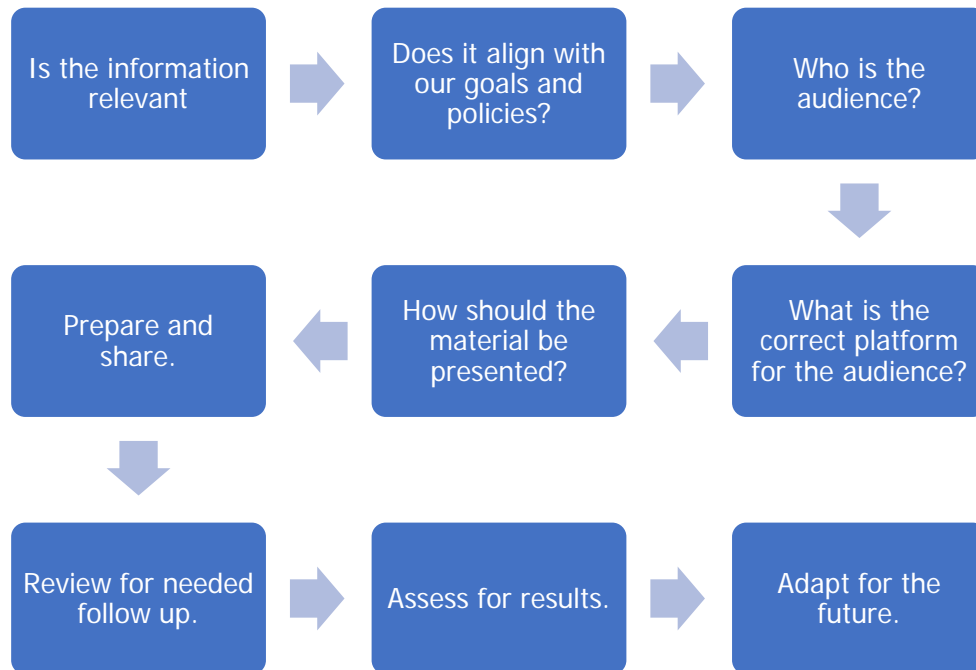 Is the information
relevant
Does it align with
our goals and
policies?
Who is the
audience?
What is the
correct platform
for the audience?
How should the
material be
presented?
Prepare and
share.
Review for needed
follow up.
Assess for results.
Adapt for the
future.